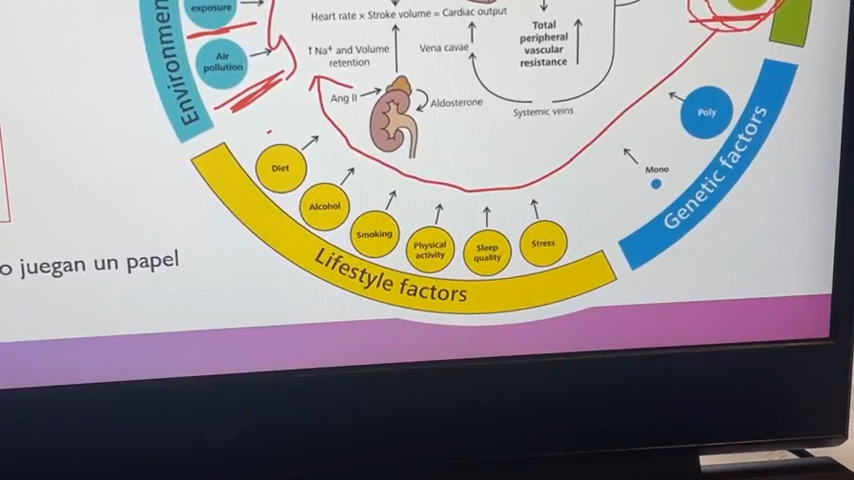 exposure
Heart rate × Stroke volume = Cardiac output
Total
peripheral
vascular
resistance
↑ Na⁺ and Volume
retention
Vena cavae
Air
pollution
Ang II
Aldosterone
Systemic veins
Poly
Mono
Diet
Alcohol
Smoking
Physical
activity
Sleep
quality
Stress
Lifestyle factors
Genetic factors
o juegan un papel